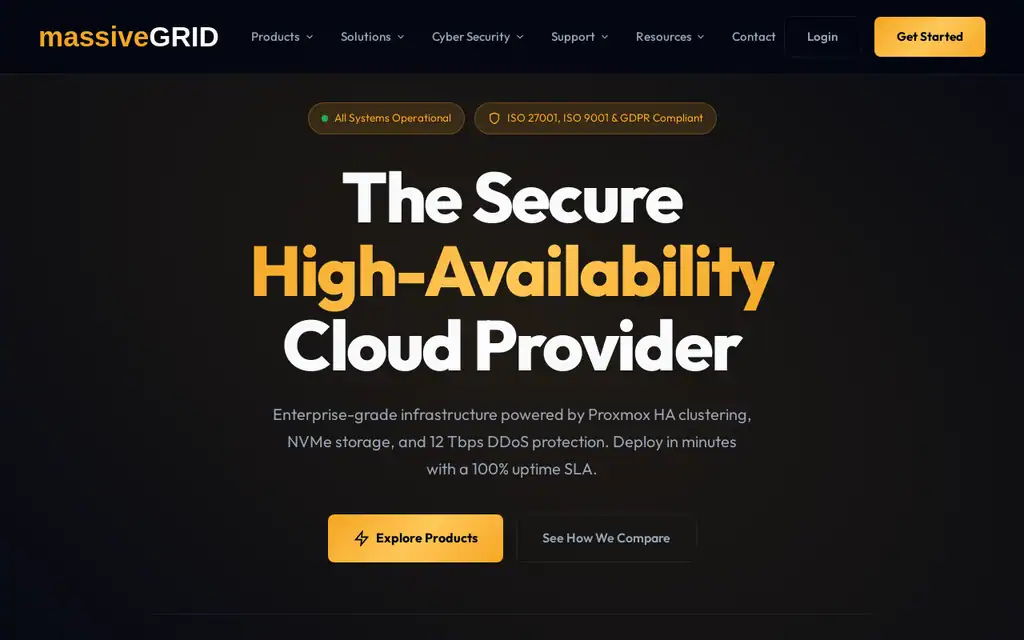 massiveGRID
Products
Solutions
Cyber Security
Support
Resources
Contact
Login
Get Started
All Systems Operational
ISO 27001, ISO 9001 & GDPR Compliant
The Secure
High-Availability
Cloud Provider
Enterprise-grade infrastructure powered by Proxmox HA clustering,
NVMe storage, and 12 Tbps DDoS protection. Deploy in minutes
with a 100% uptime SLA.
Explore Products
See How We Compare